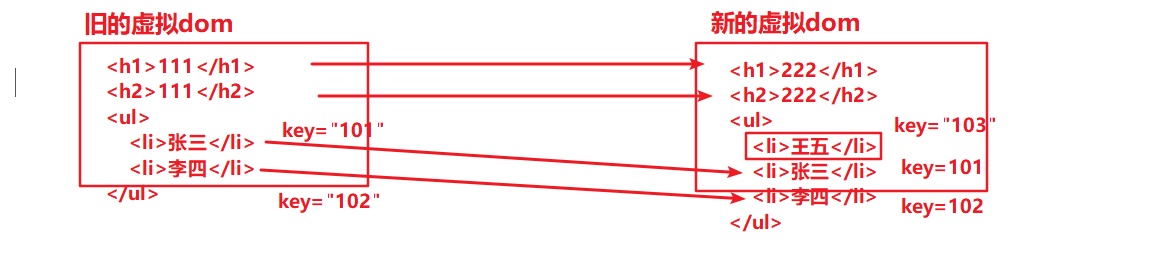 旧的虚拟dom
<h1>111</h1>
<h2>111</h2>
<ul>
<li>张三</li> key="101"
<li>李四</li>
</ul> key="102"
新的虚拟dom
<h1>222</h1>
<h2>222</h2>
<ul> key="103"
<li>王五</li>
<li>张三</li> key=101
<li>李四</li> key=102
</ul>